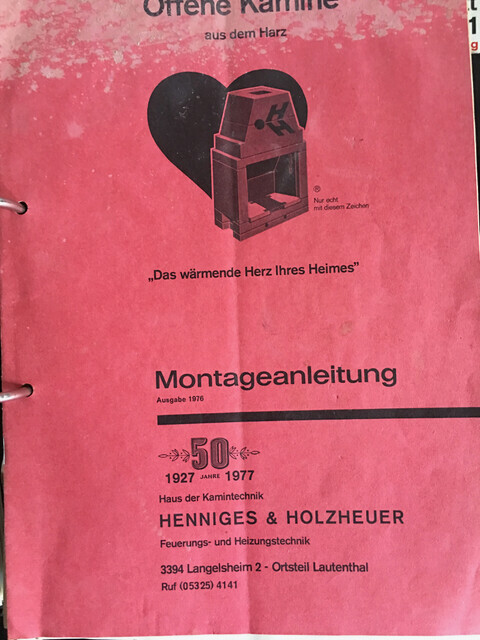 Offene Kamine
aus dem Harz
®
Nur echt
mit diesem Zeichen
„Das wärmende Herz Ihres Heimes”
Montageanleitung
Ausgabe 1976
50
1927 JAHRE 1977
Haus der Kamintechnik
HENNIGES & HOLZHEUER
Feuerungs- und Heizungstechnik
3394 Langelsheim 2 - Ortsteil Lautenthal
Ruf (05325) 4141